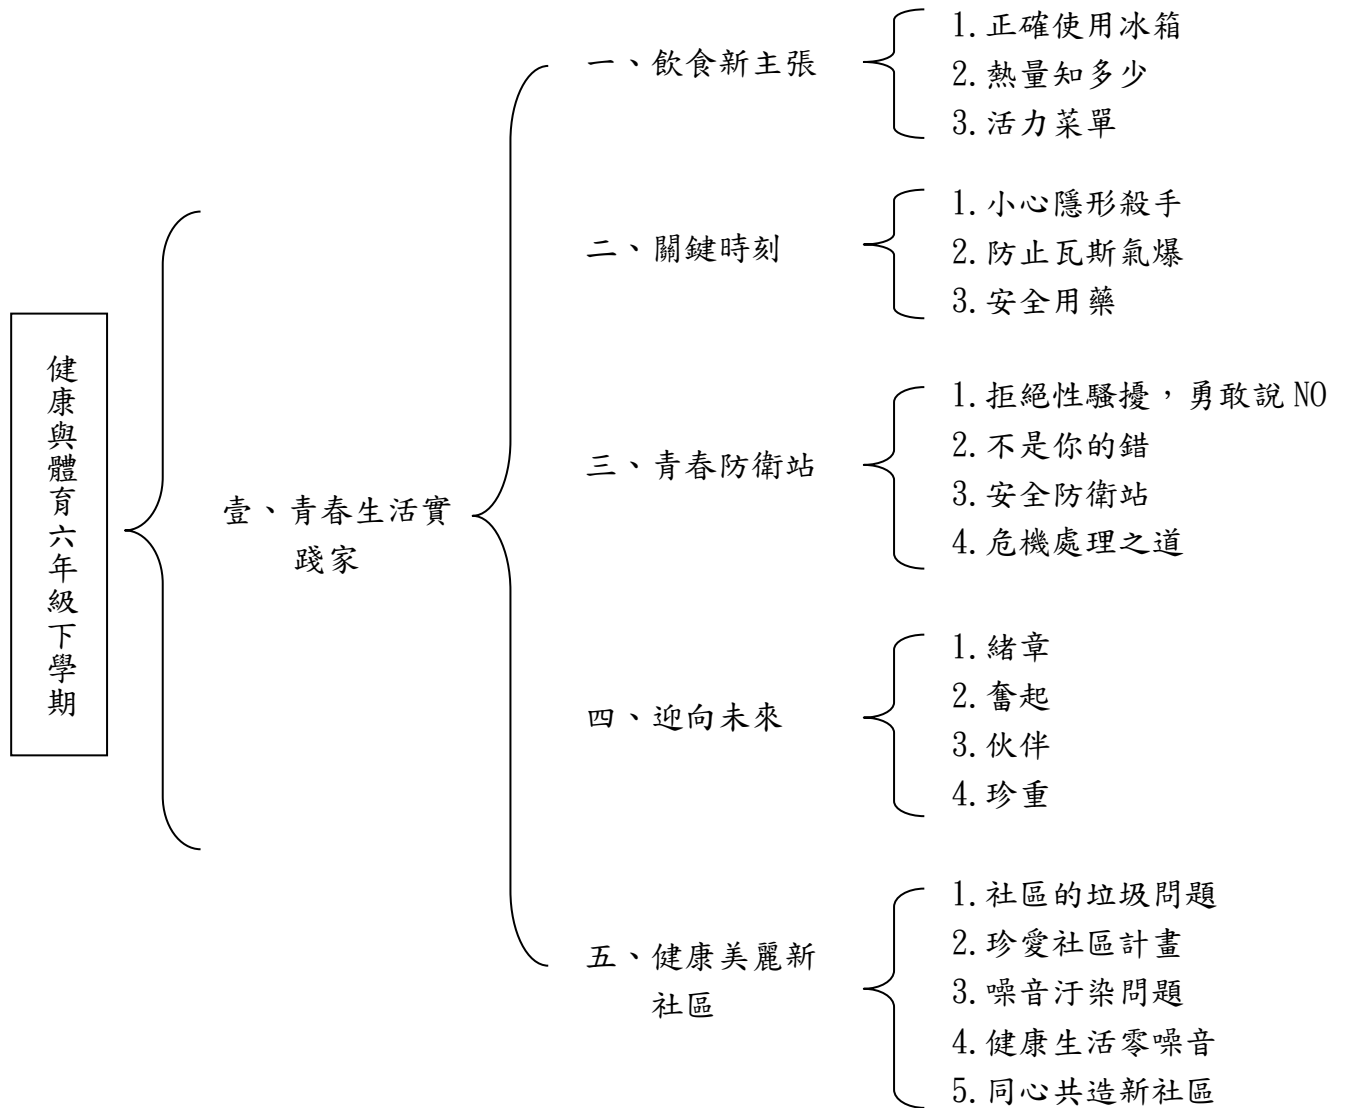 健康與體育六年級下學期
壹、青春生活實
踐家
一、飲食新主張
1.正確使用冰箱
2.熱量知多少
3.活力菜單
二、關鍵時刻
1.小心隱形殺手
2.防止瓦斯氣爆
3.安全用藥
三、青春防衛站
1.拒絕性騷擾，勇敢說 NO
2.不是你的錯
3.安全防衛站
4.危機處理之道
四、迎向未來
1.緒章
2.奮起
3.伙伴
4.珍重
五、健康美麗新
社區
1.社區的垃圾問題
2.珍愛社區計畫
3.噪音汙染問題
4.健康生活零噪音
5.同心共造新社區